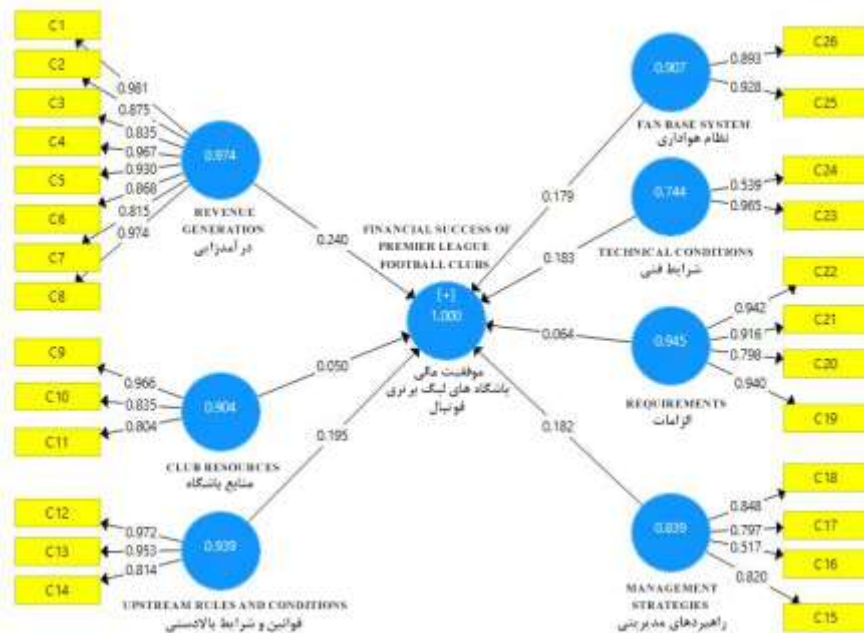 C1
C2
C3
C4
C5
C6
C7
C8
0.981
0.875
0.835
0.967
0.930
0.868
0.815
0.974
0.974
REVENUE
GENERATION
درآمدزایی
0.240
C9
C10
C11
0.966
0.835
0.804
0.904
CLUB RESOURCES
منابع باشگاه
0.050
C12
C13
C14
0.972
0.953
0.814
0.939
UPSTREAM RULES AND CONDITIONS
قوانین و شرایط بالادستی
0.195
FINANCIAL SUCCESS OF
PREMIER LEAGUE
FOOTBALL CLUBS
[+]
1.000
موفقیت مالی
باشگاه های لیگ برتری
فوتبال
0.907
FAN BASE SYSTEM
نظام هواداری
0.179
0.893
0.928
C26
C25
0.744
TECHNICAL CONDITIONS
شرایط فنی
0.183
0.539
0.965
C24
C23
0.945
REQUIREMENTS
الزامات
0.064
0.942
0.916
0.798
0.940
C22
C21
C20
C19
0.839
MANAGEMENT
STRATEGIES
راهبردهای مدیریتی
0.182
0.848
0.797
0.517
0.820
C18
C17
C16
C15